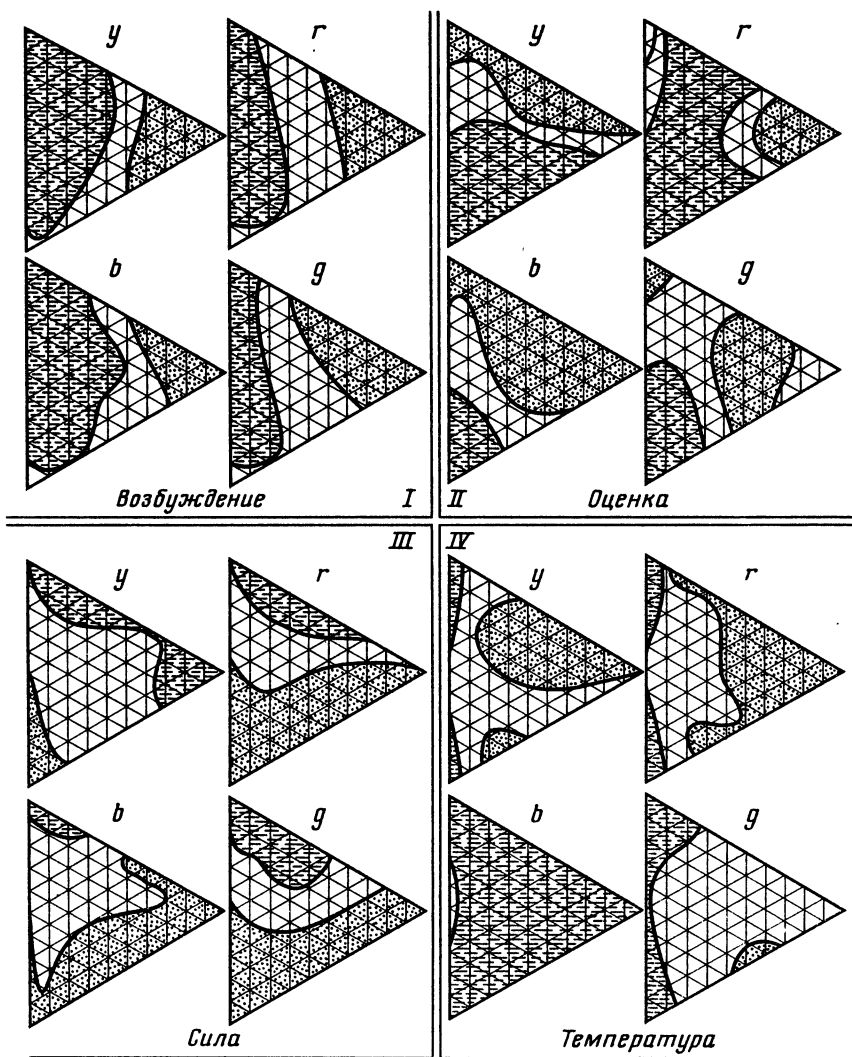 y r
b g
Возбуждение I
y r
b g
II Оценка
III
y r
b g
Сила
IV
y r
b g
Температура